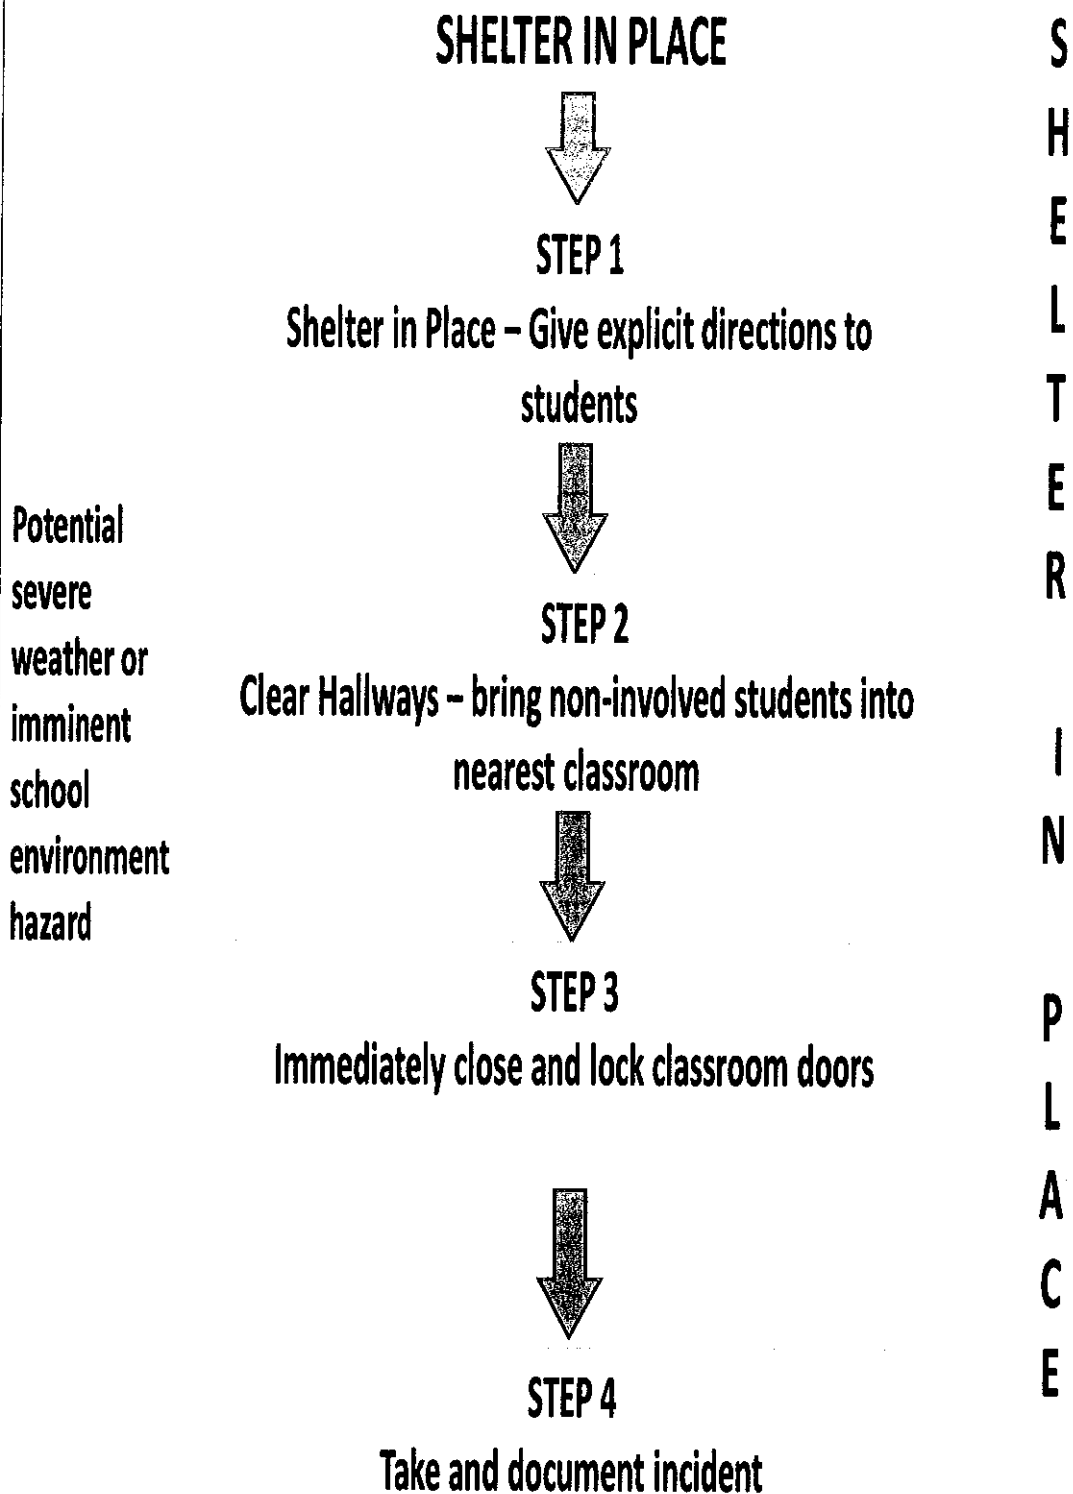 SHELTER IN PLACE
STEP 1
Shelter in Place – Give explicit directions to
students
STEP 2
Clear Hallways – bring non-involved students into
nearest classroom
STEP 3
Immediately close and lock classroom doors
STEP 4
Take and document incident
Potential
severe
weather or
imminent
school
environment
hazard
S
H
E
L
T
E
R
I
N
P
L
A
C
E